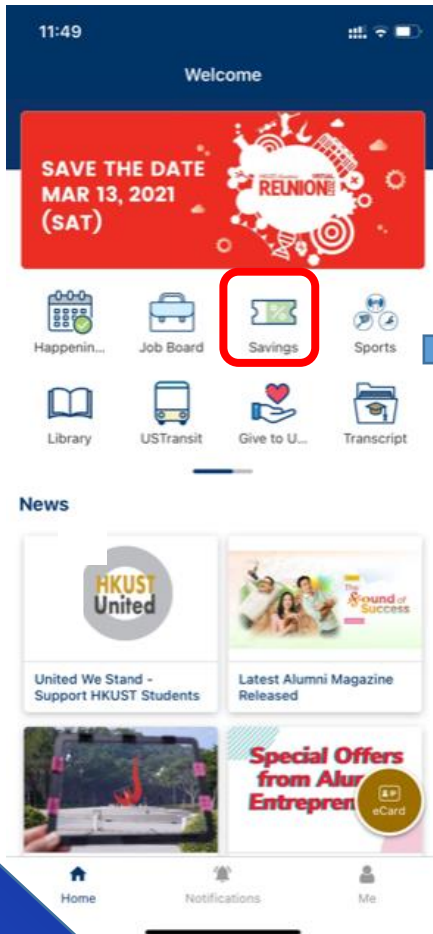 11:49
Welcome
SAVE THE DATE
MAR 13, 2021
(SAT)
REUNION
Happenin...
Job Board
Savings
Sports
Library
USTransit
Give to U...
Transcript
News
HKUST
United
The
Sound of
Success
United We Stand -
Support HKUST Students
Latest Alumni Magazine
Released
Special Offers
from Alu
Entrepren
eCard
Home
Notifications
Me